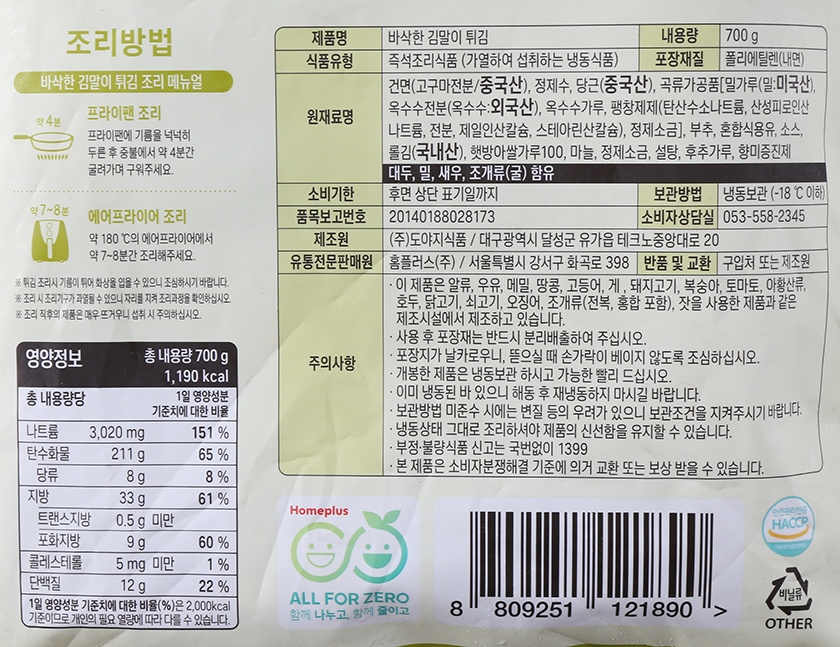 조리방법
바삭한 김말이 튀김 조리 메뉴얼
약 4분
프라이팬 조리
프라이팬에 기름을 넉넉히
두른 후 중불에서 약 4분간
굴려가며 구워주세요.
약 7~8분
에어프라이어 조리
약 180 ℃의 에어프라이어에서
약 7~8분간 조리해주세요.
※ 튀김 조리시 기름이 튀어 화상을 입을 수 있으니 조심하시기 바랍니다.
※ 조리 시 조리기구가 과열될 수 있으니 자리를 지켜 조리과정을 확인하십시오.
※ 조리 직후의 제품은 매우 뜨거우니 섭취 시 주의하십시오.
영양정보 총 내용량 700 g
1,190 kcal
총 내용량당 1일 영양성분
기준치에 대한 비율
나트륨 3,020 mg 151 %
탄수화물 211 g 65 %
당류 8 g 8 %
지방 33 g 61 %
트랜스지방 0.5 g 미만
포화지방 9 g 60 %
콜레스테롤 5 mg 미만 1 %
단백질 12 g 22 %
1일 영양성분 기준치에 대한 비율(%)은 2,000kcal
기준이므로 개인의 필요 열량에 따라 다를 수 있습니다.
제품명 바삭한 김말이 튀김 내용량 700 g
식품유형 즉석조리식품 (가열하여 섭취하는 냉동식품) 포장재질 폴리에틸렌(내면)
원재료명 건면(고구마전분/중국산), 정제수, 당근(중국산), 곡류가공품[밀가루(밀:미국산),
옥수수전분(옥수수:외국산), 옥수수가루, 팽창제제(탄산수소나트륨, 산성피로인산
나트륨, 전분, 제일인산칼슘, 스테아린산칼슘), 정제소금], 부추, 혼합식용유, 소스,
롤김(국내산), 햇방아쌀가루100, 마늘, 정제소금, 설탕, 후추가루, 향미증진제
대두, 밀, 새우, 조개류(굴) 함유
소비기한 후면 상단 표기일까지 보관방법 냉동보관 (-18 ℃ 이하)
품목보고번호 20140188028173 소비자상담실 053-558-2345
제조원 (주)도야지식품 / 대구광역시 달성군 유가읍 테크노중앙대로 20
유통전문판매원 홈플러스(주) / 서울특별시 강서구 화곡로 398 반품 및 교환 구입처 또는 제조원
주의사항 · 이 제품은 알류, 우유, 메밀, 땅콩, 고등어, 게, 돼지고기, 복숭아, 토마토, 아황산류,
호두, 닭고기, 쇠고기, 오징어, 조개류(전복, 홍합 포함), 잣을 사용한 제품과 같은
제조시설에서 제조하고 있습니다.
· 사용 후 포장재는 반드시 분리배출하여 주십시오.
· 포장지가 날카로우니, 뜯으실 때 손가락이 베이지 않도록 조심하십시오.
· 개봉한 제품은 냉동보관 하시고 가능한 빨리 드십시오.
· 이미 냉동된 바 있으니 해동 후 재냉동하지 마시길 바랍니다.
· 보관방법 미준수 시에는 변질 등의 우려가 있으니 보관조건을 지켜주시기 바랍니다.
· 냉동상태 그대로 조리하셔야 제품의 신선함을 유지할 수 있습니다.
· 부정·불량식품 신고는 국번없이 1399
· 본 제품은 소비자분쟁해결 기준에 의거 교환 또는 보상 받을 수 있습니다.
Homeplus
ALL FOR ZERO
함께 나누고, 함께 줄이고
8 809251 121890 >
안전관리인증
HACCP
비닐류
OTHER